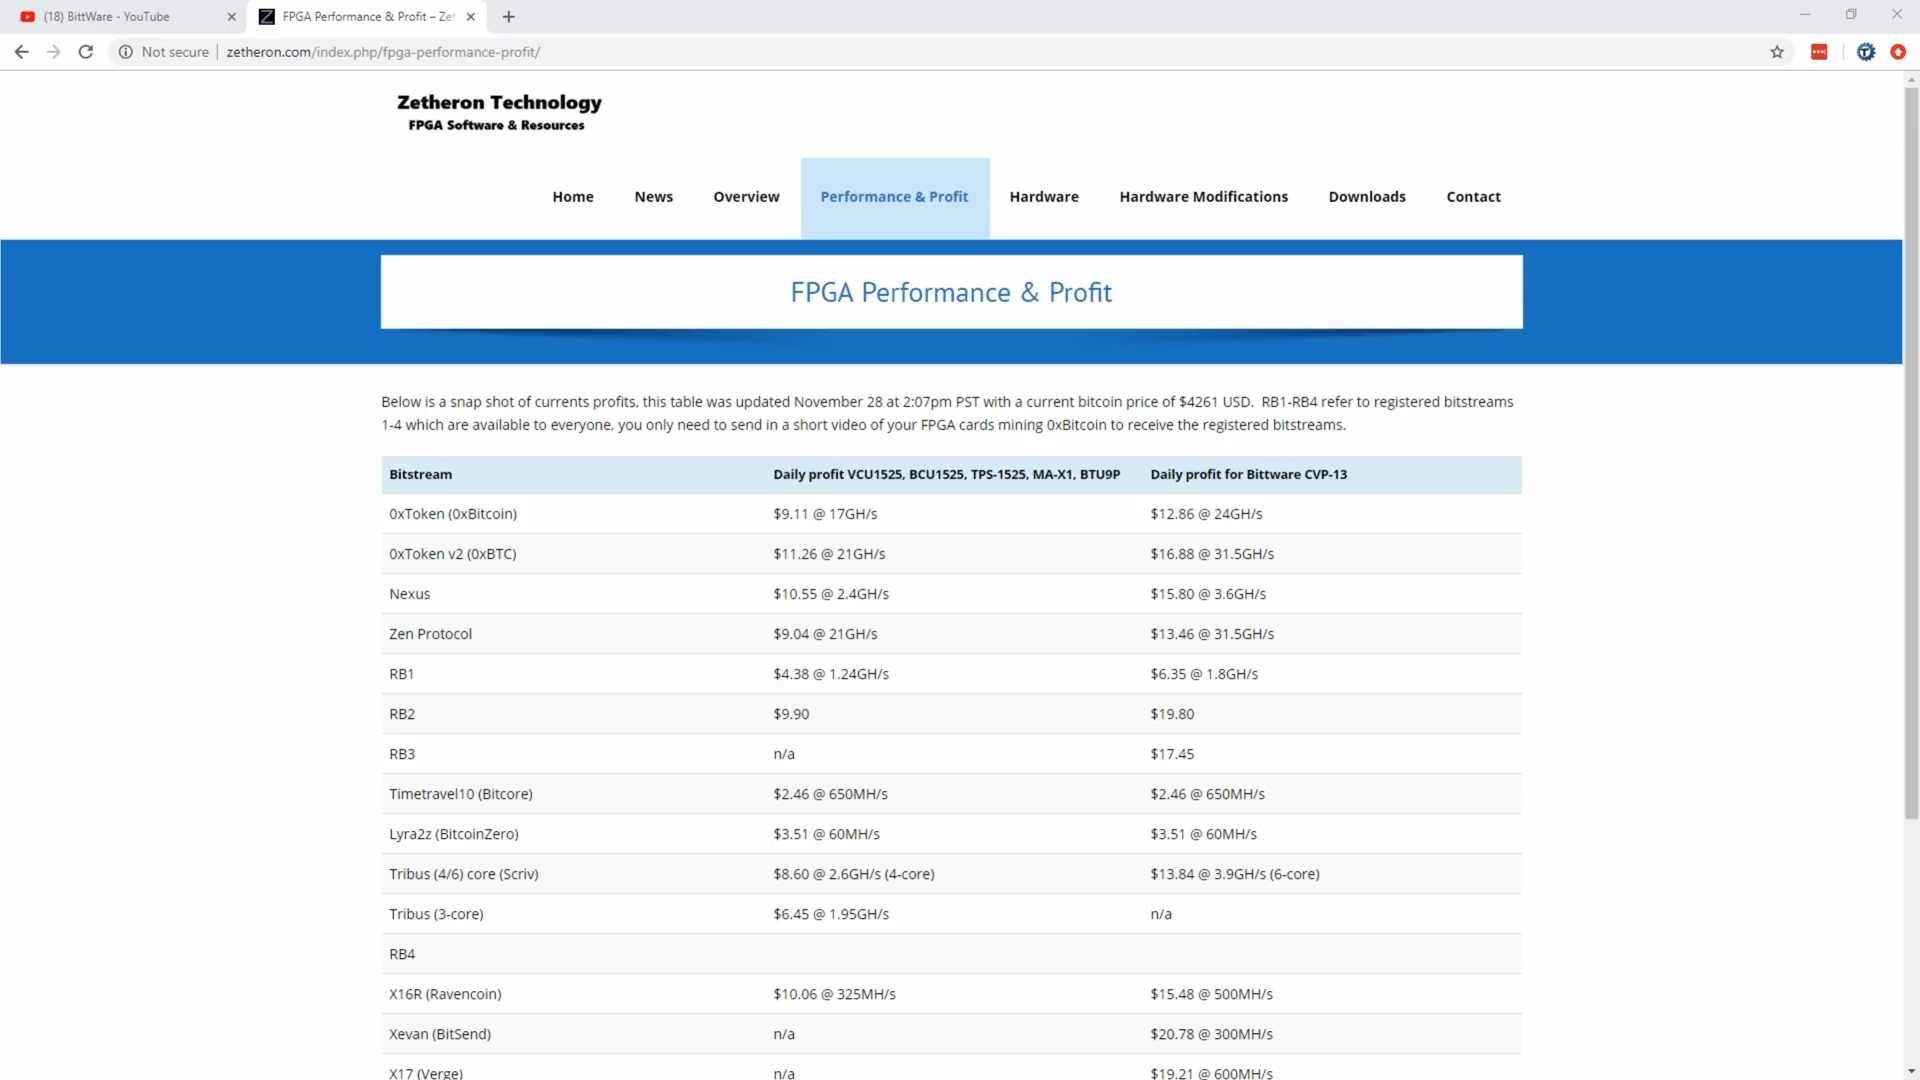 (18) BittWare - YouTube
FPGA Performance & Profit – Zet
Not secure
zetheron.com/index.php/fpga-performance-profit/
Zetheron Technology
FPGA Software & Resources
Home News Overview Performance & Profit Hardware Hardware Modifications Downloads Contact
FPGA Performance & Profit
Below is a snap shot of currents profits, this table was updated November 28 at 2:07pm PST with a current bitcoin price of $4261 USD. RB1-RB4 refer to registered bitstreams
1-4 which are available to everyone, you only need to send in a short video of your FPGA cards mining 0xBitcoin to receive the registered bitstreams.
Bitstream Daily profit VCU1525, BCU1525, TPS-1525, MA-X1, BTU9P Daily profit for Bittware CVP-13
0xToken (0xBitcoin) $9.11 @ 17GH/s $12.86 @ 24GH/s
0xToken v2 (0xBTC) $11.26 @ 21GH/s $16.88 @ 31.5GH/s
Nexus $10.55 @ 2.4GH/s $15.80 @ 3.6GH/s
Zen Protocol $9.04 @ 21GH/s $13.46 @ 31.5GH/s
RB1 $4.38 @ 1.24GH/s $6.35 @ 1.8GH/s
RB2 $9.90 $19.80
RB3 n/a $17.45
Timetravel10 (Bitcore) $2.46 @ 650MH/s $2.46 @ 650MH/s
Lyra2z (BitcoinZero) $3.51 @ 60MH/s $3.51 @ 60MH/s
Tribus (4/6) core (Scriv) $8.60 @ 2.6GH/s (4-core) $13.84 @ 3.9GH/s (6-core)
Tribus (3-core) $6.45 @ 1.95GH/s n/a
RB4
X16R (Ravencoin) $10.06 @ 325MH/s $15.48 @ 500MH/s
Xevan (BitSend) n/a $20.78 @ 300MH/s
X17 (Verge) n/a $19.21 @ 600MH/s